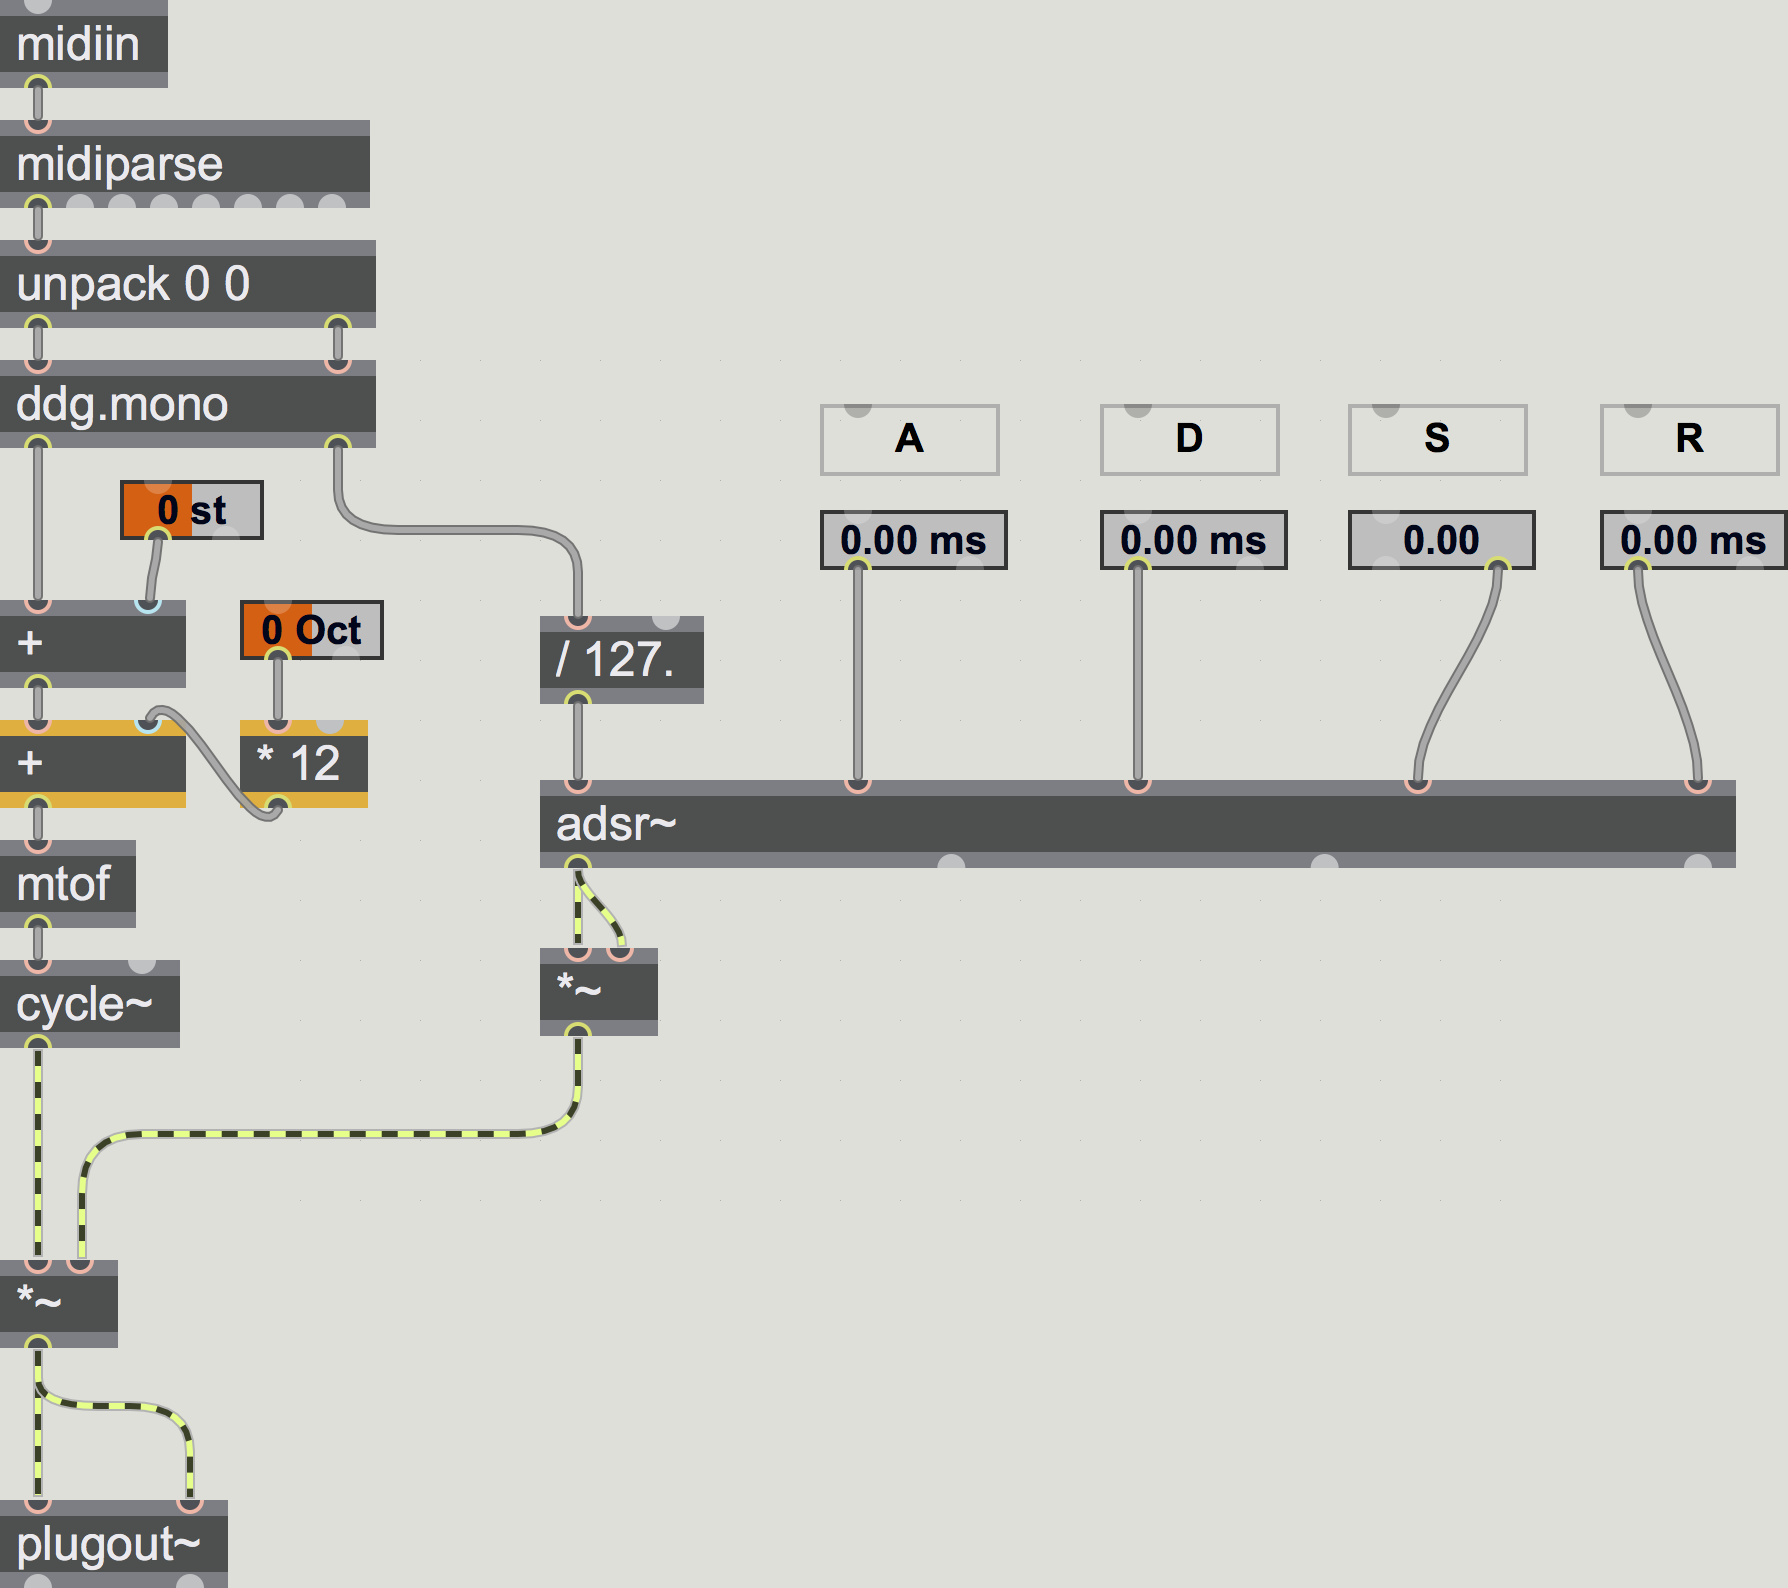 midiin
midiparse
unpack 0 0
ddg.mono
0 st
+
0 Oct
+
* 12
mtof
cycle~
*~
plugout~
/ 127.
A
D
S
R
0.00 ms
0.00 ms
0.00
0.00 ms
adsr~
*~